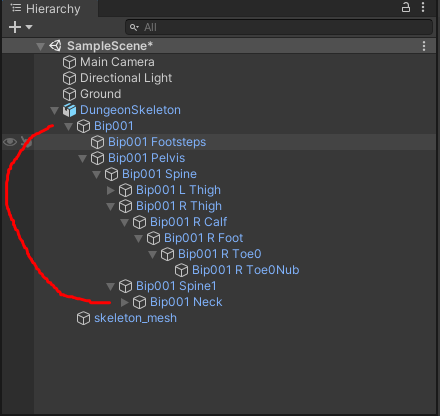 Hierarchy
All
SampleScene*
Main Camera
Directional Light
Ground
DungeonSkeleton
Bip001
Bip001 Footsteps
Bip001 Pelvis
Bip001 Spine
Bip001 L Thigh
Bip001 R Thigh
Bip001 R Calf
Bip001 R Foot
Bip001 R Toe0
Bip001 R Toe0Nub
Bip001 Spine1
Bip001 Neck
skeleton_mesh